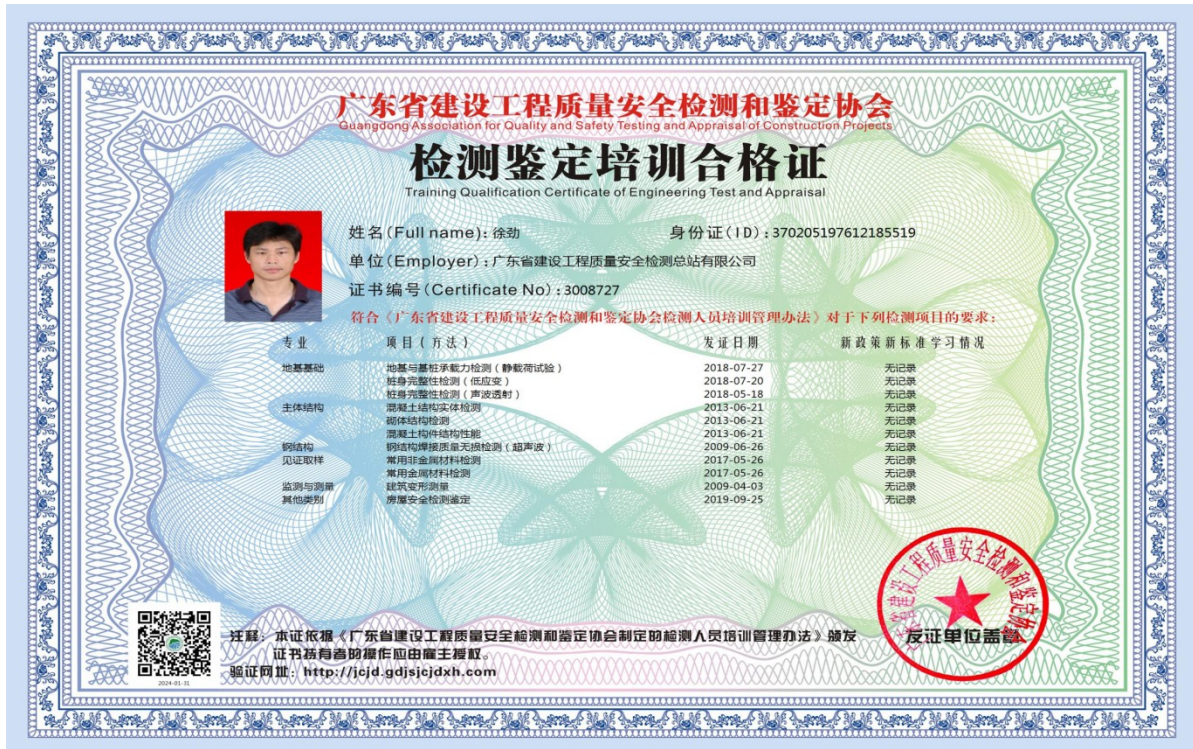 广东省建设工程质量安全检测和鉴定协会
Guangdong Association for Quality and Safety Testing and Appraisal of Construction Projects
检测鉴定培训合格证
Training Qualification Certificate of Engineering Test and Appraisal
姓名(Full name): 徐劲 身份证(ID): 370205197612185519
单位(Employer): 广东省建设工程质量安全检测总站有限公司
证书编号(Certificate No): 3008727
符合《广东省建设工程质量安全检测和鉴定协会检测人员培训管理办法》对于下列检测项目的要求:
专业 项目(方法) 发证日期 新政策新标准学习情况
地基基础 地基与基桩承载力检测(静载荷试验) 2018-07-27 无记录
桩身完整性检测(低应变) 2018-07-20 无记录
桩身完整性检测(声波透射) 2018-05-18 无记录
主体结构 混凝土结构实体检测 2013-06-21 无记录
砌体结构检测 2013-06-21 无记录
混凝土构件结构性能 2013-06-21 无记录
钢结构 钢结构焊接质量无损检测(超声波) 2009-06-26 无记录
见证取样 常用非金属材料检测 2017-05-26 无记录
常用金属材料检测 2017-05-26 无记录
监测与测量 建筑变形测量 2009-04-03 无记录
其他类别 房屋安全检测鉴定 2019-09-25 无记录
广东省建设工程质量安全检测和鉴定协会
发证单位盖章
注释: 本证依据《广东省建设工程质量安全检测和鉴定协会制定的检测人员培训管理办法》颁发
证书持有者的操作应由雇主授权。
验证网址: http://jcjd.gdjsjcjdxh.com
2024-01-31